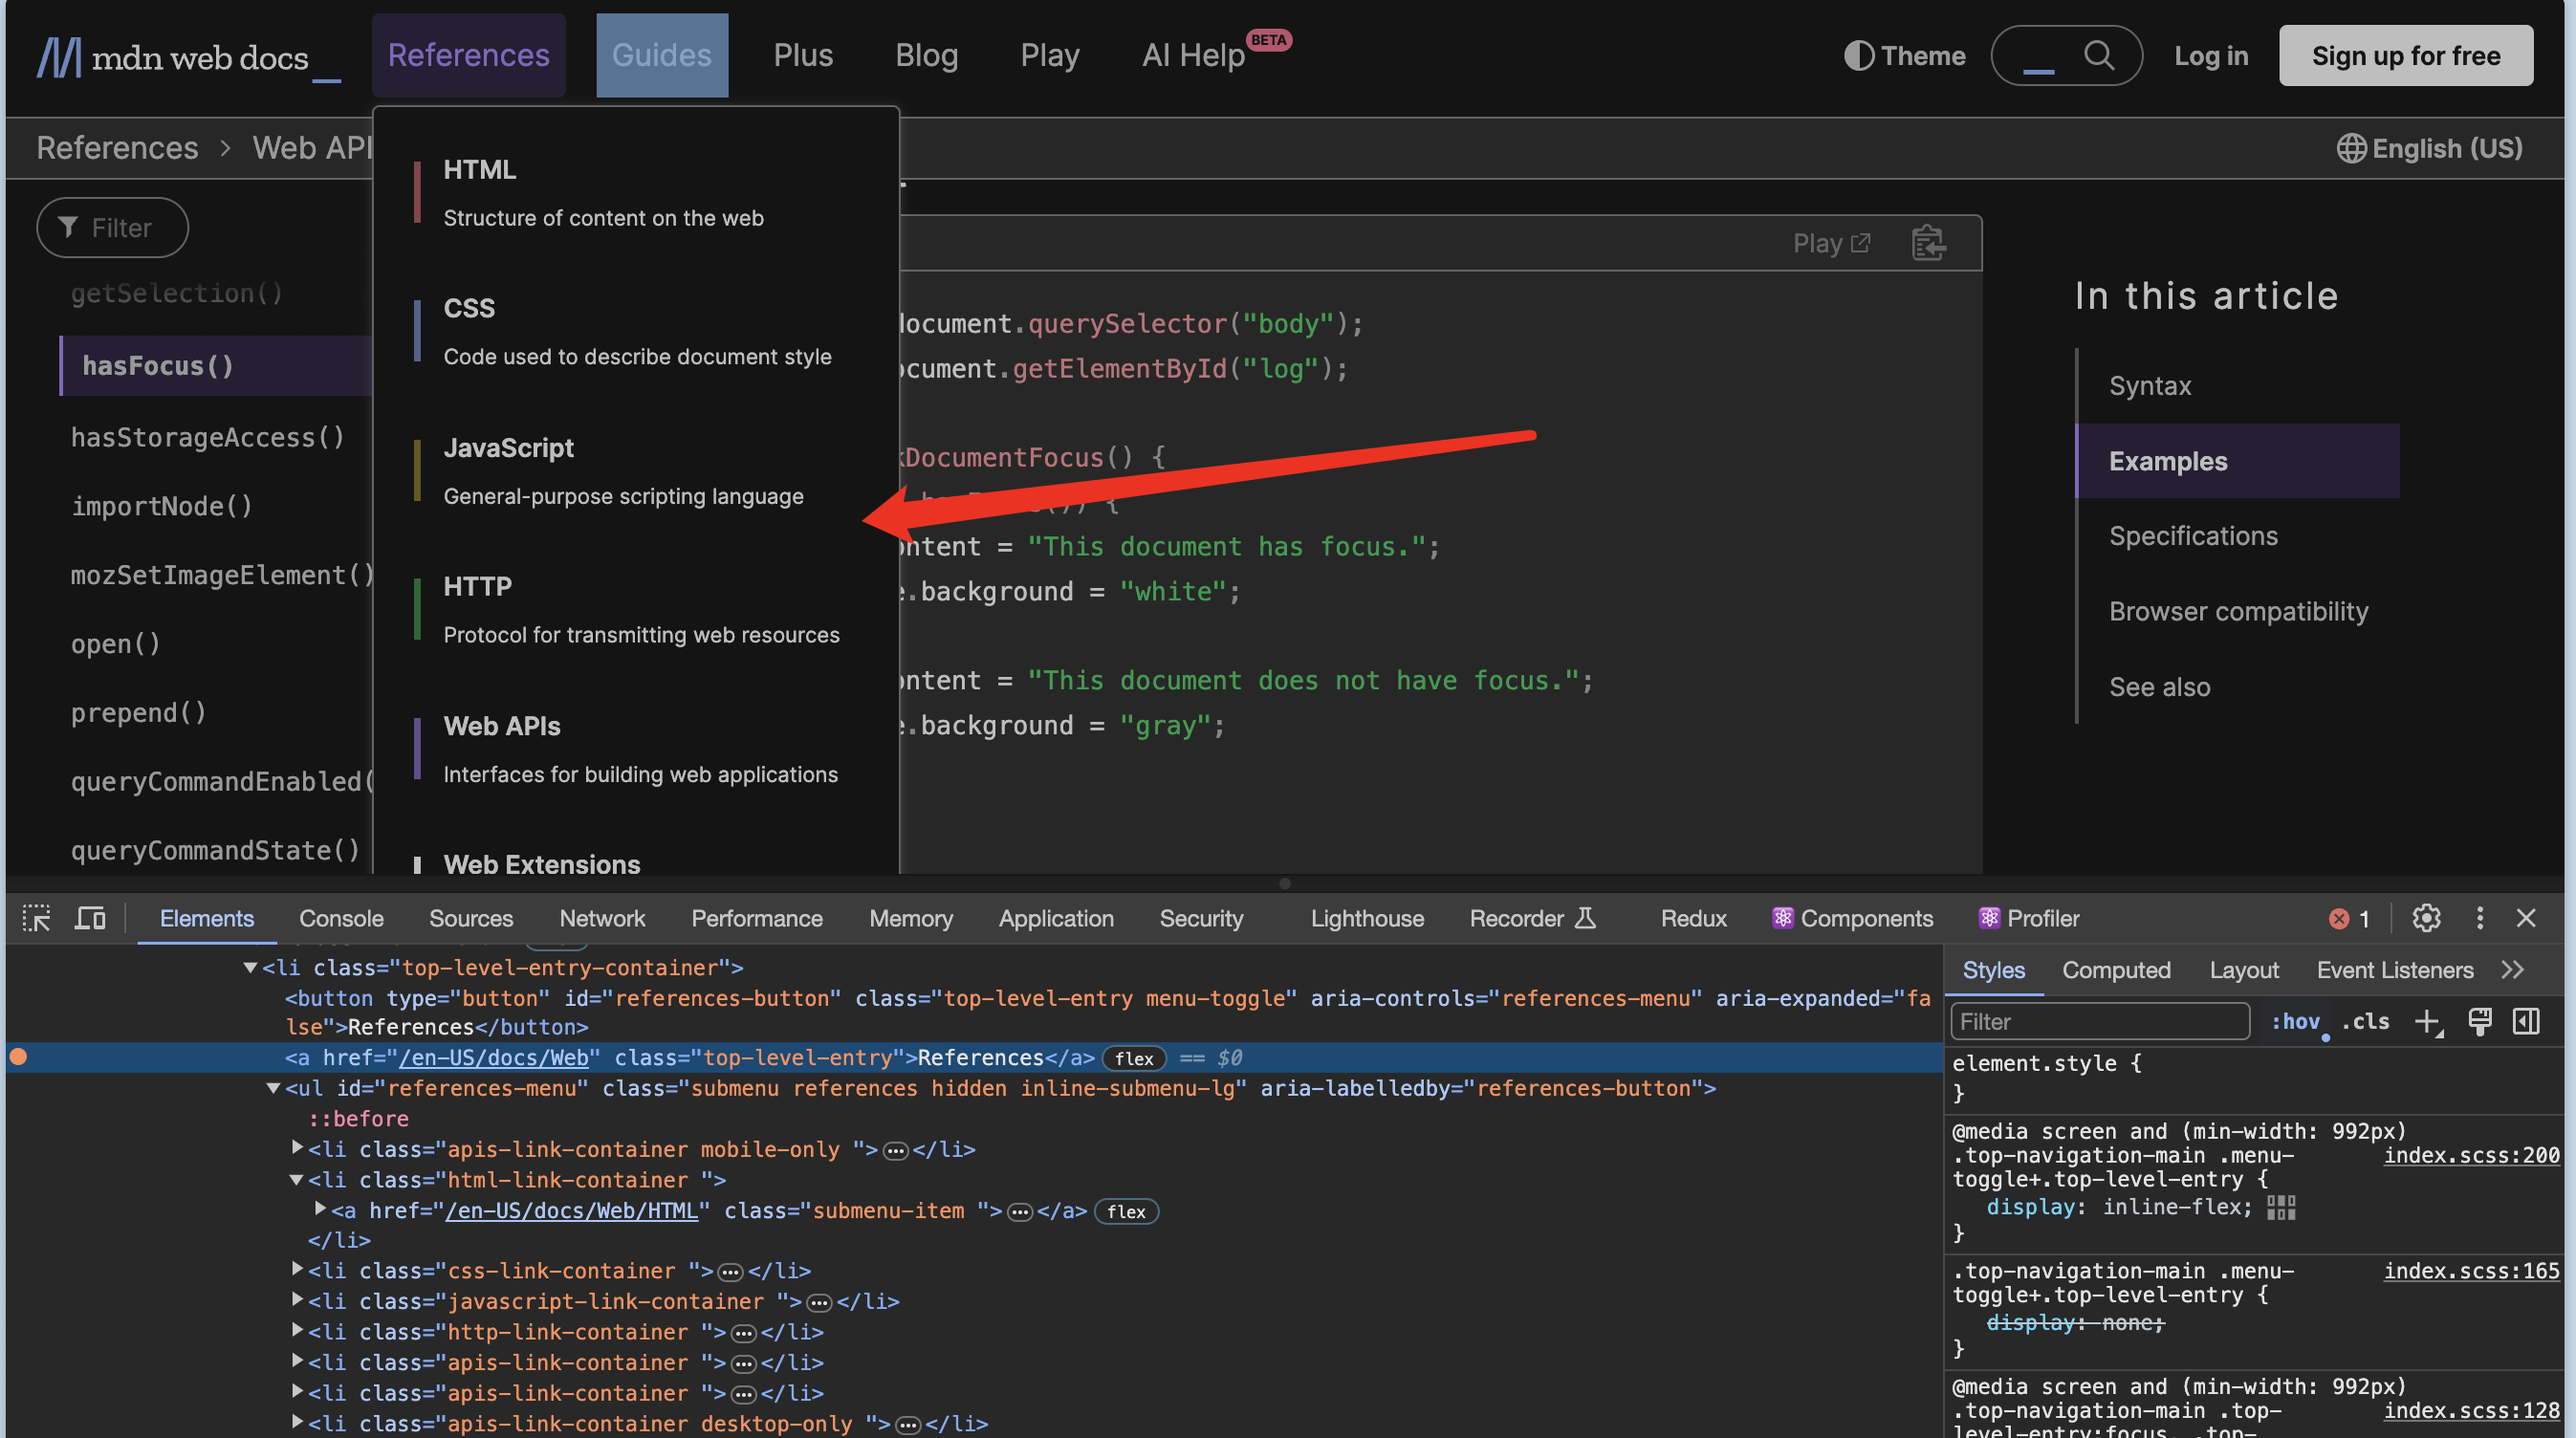 mdn web docs_
References
Guides
Plus
Blog
Play
AI Help
BETA
Theme
Log in
Sign up for free
References > Web API
English (US)
Filter
getSelection()
hasFocus()
hasStorageAccess()
importNode()
mozSetImageElement()
open()
prepend()
queryCommandEnabled(
queryCommandState()
HTML
Structure of content on the web
CSS
Code used to describe document style
JavaScript
General-purpose scripting language
HTTP
Protocol for transmitting web resources
Web APIs
Interfaces for building web applications
Web Extensions
Play
ocument.querySelector("body");
ocument.getElementById("log");
DocumentFocus() {
()) {
ntent = "This document has focus.";
.background = "white";
ntent = "This document does not have focus.";
.background = "gray";
In this article
Syntax
Examples
Specifications
Browser compatibility
See also
Elements
Console
Sources
Network
Performance
Memory
Application
Security
Lighthouse
Recorder
Redux
Components
Profiler
1
<li class="top-level-entry-container">
<button type="button" id="references-button" class="top-level-entry menu-toggle" aria-controls="references-menu" aria-expanded="fa
lse">References</button>
<a href="/en-US/docs/Web" class="top-level-entry">References</a> flex == $0
<ul id="references-menu" class="submenu references hidden inline-submenu-lg" aria-labelledby="references-button">
::before
<li class="apis-link-container mobile-only ">…</li>
<li class="html-link-container ">
<a href="/en-US/docs/Web/HTML" class="submenu-item ">…</a> flex
</li>
<li class="css-link-container ">…</li>
<li class="javascript-link-container ">…</li>
<li class="http-link-container ">…</li>
<li class="apis-link-container ">…</li>
<li class="apis-link-container ">…</li>
<li class="apis-link-container desktop-only ">…</li>
Styles
Computed
Layout
Event Listeners
Filter
:hov
.cls
element.style {
}
@media screen and (min-width: 992px)
.top-navigation-main .menu- index.scss:200
toggle+.top-level-entry {
display: inline-flex;
}
.top-navigation-main .menu- index.scss:165
toggle+.top-level-entry {
display: none;
}
@media screen and (min-width: 992px)
.top-navigation-main .top- index.scss:128
level-entry:focus, .top-